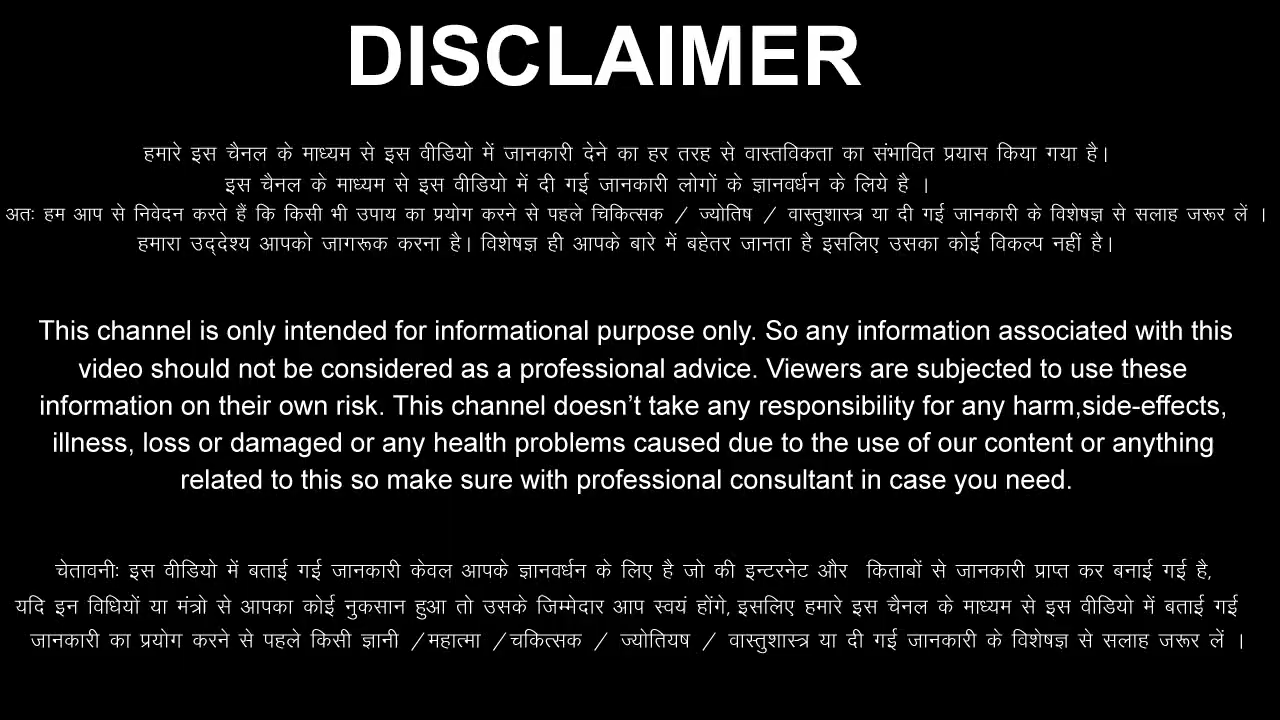 DISCLAIMER
हमारे इस चैनल के माध्यम से इस वीडियो में जानकारी देने का हर तरह से वास्तविकता का संभावित प्रयास किया गया है।
इस चैनल के माध्यम से इस वीडियो में दी गई जानकारी लोगों के ज्ञानवर्धन के लिये है ।
अतः हम आप से निवेदन करते हैं कि किसी भी उपाय का प्रयोग करने से पहले चिकित्सक / ज्योतिष / वास्तुशास्त्र या दी गई जानकारी के विशेषज्ञ से सलाह जरूर लें ।
हमारा उद्देश्य आपको जागरूक करना है। विशेषज्ञ ही आपके बारे में बहेतर जानता है इसलिए उसका कोई विकल्प नहीं है।
This channel is only intended for informational purpose only. So any information associated with this
video should not be considered as a professional advice. Viewers are subjected to use these
information on their own risk. This channel doesn’t take any responsibility for any harm,side-effects,
illness, loss or damaged or any health problems caused due to the use of our content or anything
related to this so make sure with professional consultant in case you need.
चेतावनीः इस वीडियो में बताई गई जानकारी केवल आपके ज्ञानवर्धन के लिए है जो की इन्टरनेट और किताबों से जानकारी प्राप्त कर बनाई गई है,
यदि इन विधियों या मंत्रो से आपका कोई नुकसान हुआ तो उसके जिम्मेदार आप स्वयं होंगे, इसलिए हमारे इस चैनल के माध्यम से इस वीडियो में बताई गई
जानकारी का प्रयोग करने से पहले किसी ज्ञानी /महात्मा /चकित्सक / ज्योतियष / वास्तुशास्त्र या दी गई जानकारी के विशेषज्ञ से सलाह जरूर लें ।